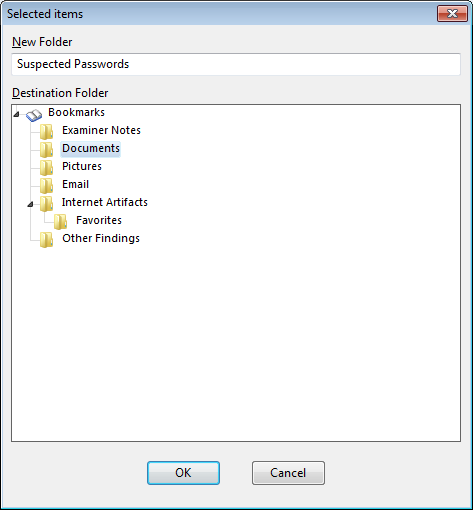 Selected items
New Folder
Suspected Passwords
Destination Folder
Bookmarks
Examiner Notes
Documents
Pictures
Email
Internet Artifacts
Favorites
Other Findings
OK Cancel